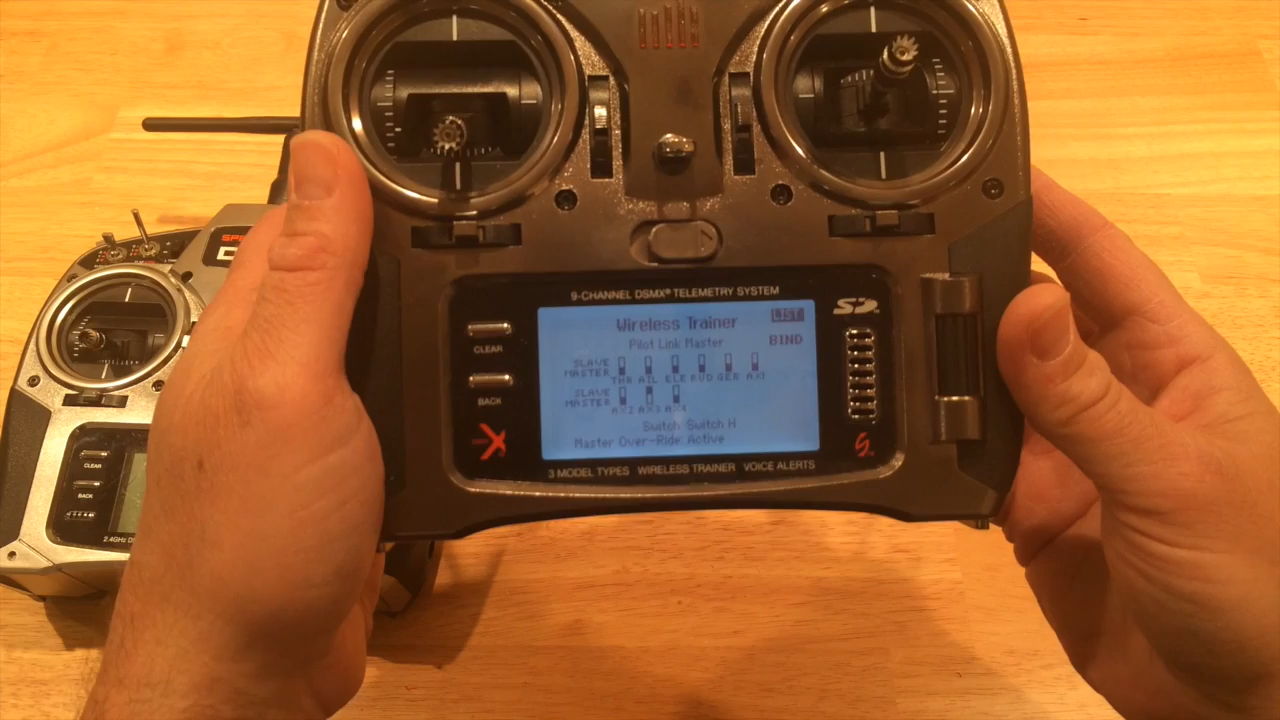 SPE
D
9-CHANNEL DSMX® TELEMETRY SYSTEM
SD
CLEAR
BACK
X
Wireless Trainer
LIST
Pilot Link Master
BIND
SLAVE
MASTER
THR AIL ELE RUD GER AX1
SLAVE
MASTER
AX2 AX3 AX4
Switch Switch H
Master Over-Ride: Active
3 MODEL TYPES WIRELESS TRAINER VOICE ALERTS
CLEAR
BACK
2.4GHz DS